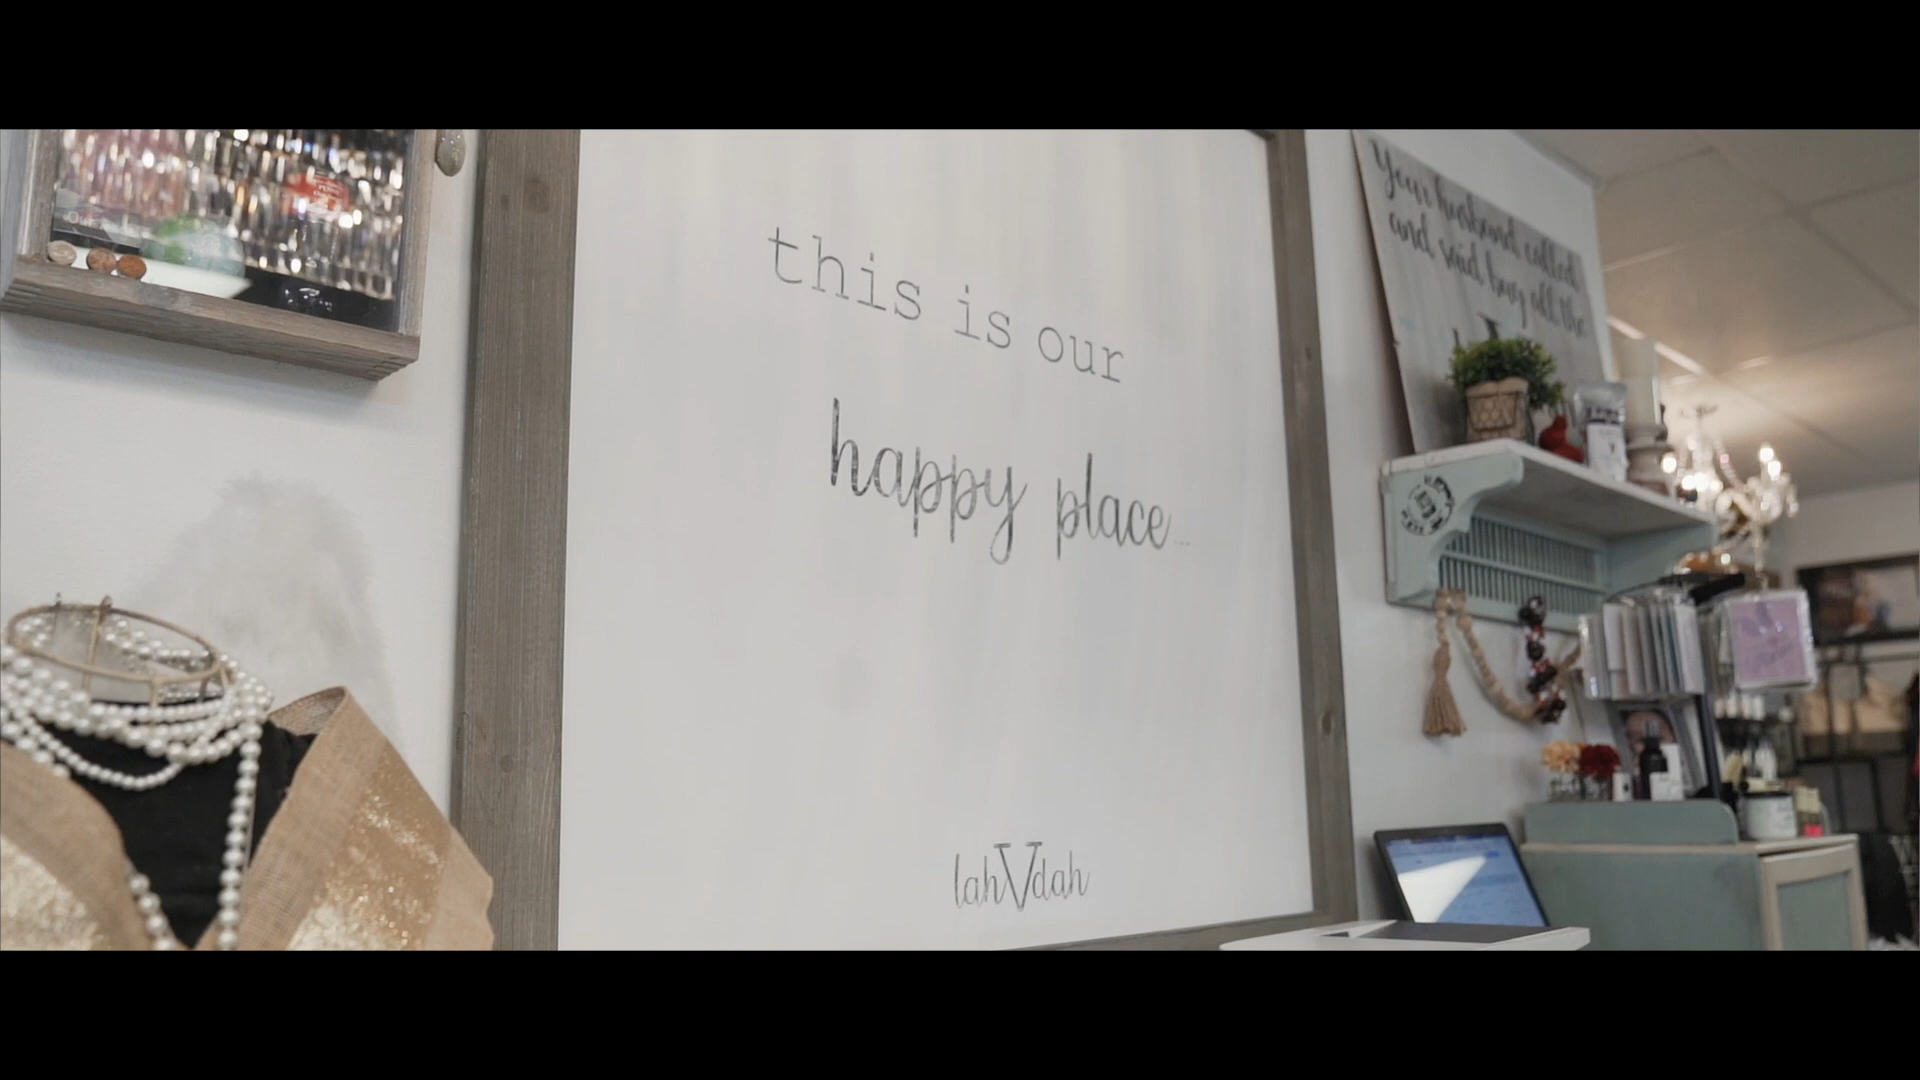 this is our
happy place...
lahVdah
Your husband called
and said buy all the